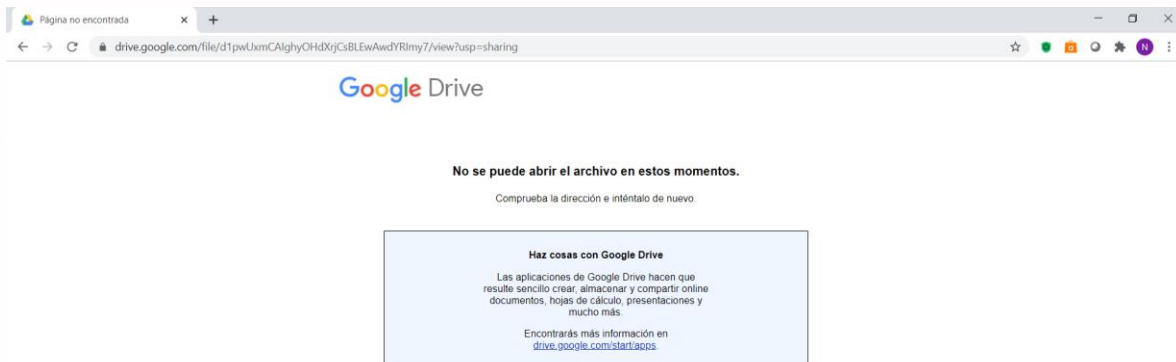 Página no encontrada
drive.google.com/file/d1pwUxmCAIghyOHdXrjCsBLEwAwdYRImy7/view?usp=sharing
N
Google Drive
No se puede abrir el archivo en estos momentos.
Comprueba la dirección e inténtalo de nuevo.
Haz cosas con Google Drive
Las aplicaciones de Google Drive hacen que
resulte sencillo crear, almacenar y compartir online
documentos, hojas de cálculo, presentaciones y
mucho más.
Encontrarás más información en
drive.google.com/start/apps.